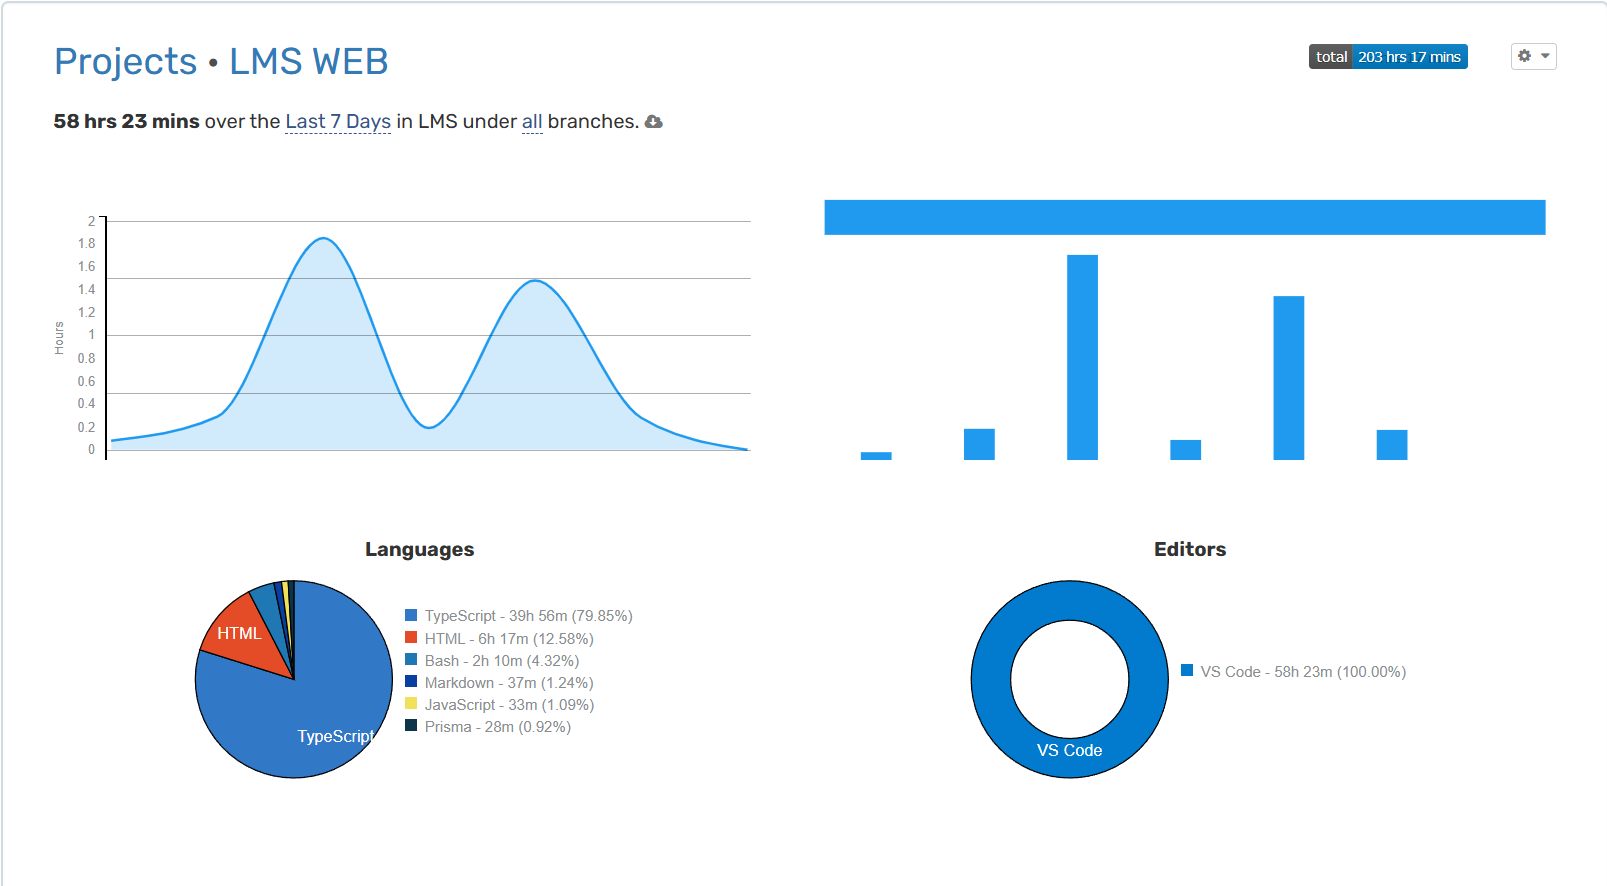 Projects • LMS WEB
total 203 hrs 17 mins
58 hrs 23 mins over the Last 7 Days in LMS under all branches.
Hours
2
1.8
1.6
1.4
1.2
1
0.8
0.6
0.4
0.2
0
Languages
HTML
TypeScript
TypeScript - 39h 56m (79.85%)
HTML - 6h 17m (12.58%)
Bash - 2h 10m (4.32%)
Markdown - 37m (1.24%)
JavaScript - 33m (1.09%)
Prisma - 28m (0.92%)
Editors
VS Code
VS Code - 58h 23m (100.00%)